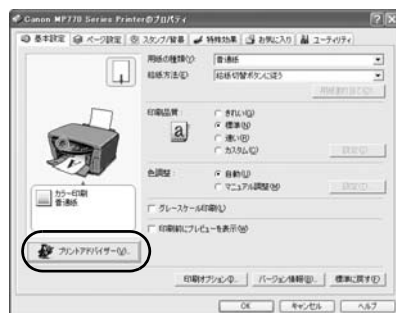 Canon MP770 Series Printerのプロパティ
基本設定 ページ設定 スタンプ/背景 特殊効果 お気に入り ユーティリティ
用紙の種類(Y): 普通紙
給紙方法(E): 給紙切替ボタンに従う
用紙割り当て(G)...
印刷品質:
きれい(G)
標準(N)
速い(R)
カスタム(C) 設定(S)...
色調整:
自動(U)
マニュアル調整(M) 設定(D)...
グレースケール印刷(L)
印刷前にプレビューを表示(W)
カラー印刷
普通紙
プリントアドバイザー(V)...
印刷オプション(I)... バージョン情報(B)... 標準に戻す(F)
OK キャンセル ヘルプ